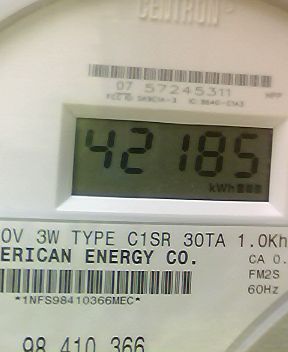 CENTRON®
07 57245311
42185
kWh
0V 3W TYPE C1SR 30TA 1.0Kh
ERICAN ENERGY CO.
CA 0.
FM2S
60Hz
*1NFS98410366MEC*
98 410 366